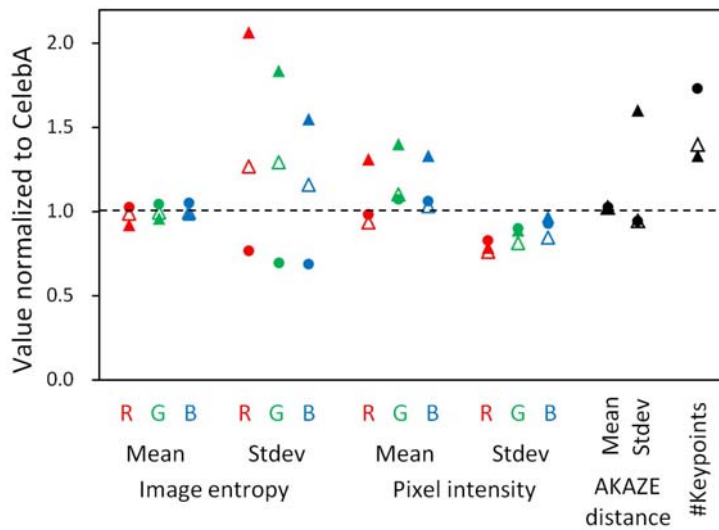 Value normalized to CelebA
2.0
1.5
1.0
0.5
0.0
R G B R G B R G B R G B
Mean Stdev Mean Stdev
Image entropy Pixel intensity
Mean
Stdev
AKAZE
distance
#Keypoints